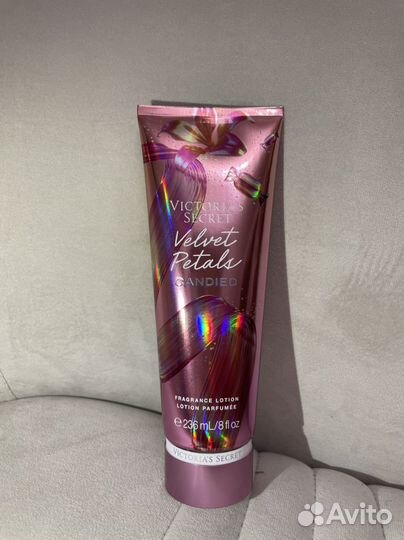 VICTORIA'S
SECRET
Velvet
Petals
CANDIED
FRAGRANCE LOTION
LOTION PARFUMÉE
℮ 236 mL/8 fl oz
VICTORIA'S SECRET
Avito